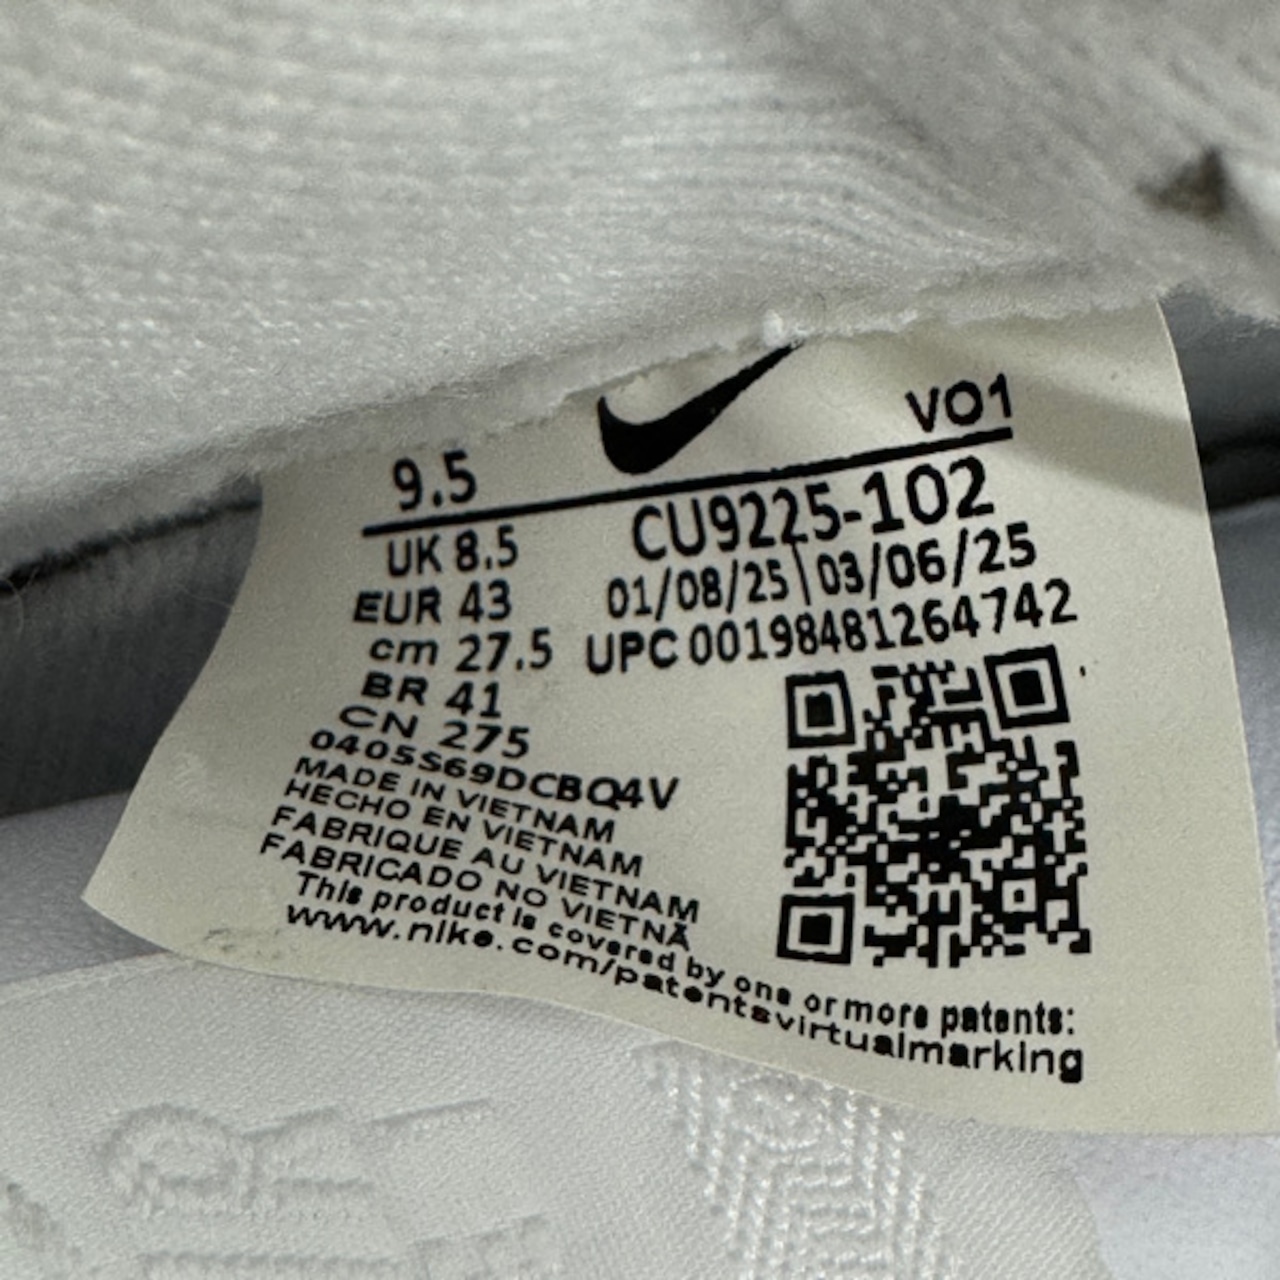 VO1
9.5
CU9225-102
UK 8.5
01/08/25\03/06/25
EUR 43
UPC 00198481264742
cm 27.5
BR 41
CN 275
0405S69DCBQ4V
MADE IN VIETNAM
HECHO EN VIETNAM
FABRIQUE AU VIETNAM
FABRICADO NO VIETNÃ
This product is covered by one or more patents:
www.nike.com/patentsvirtualmarking